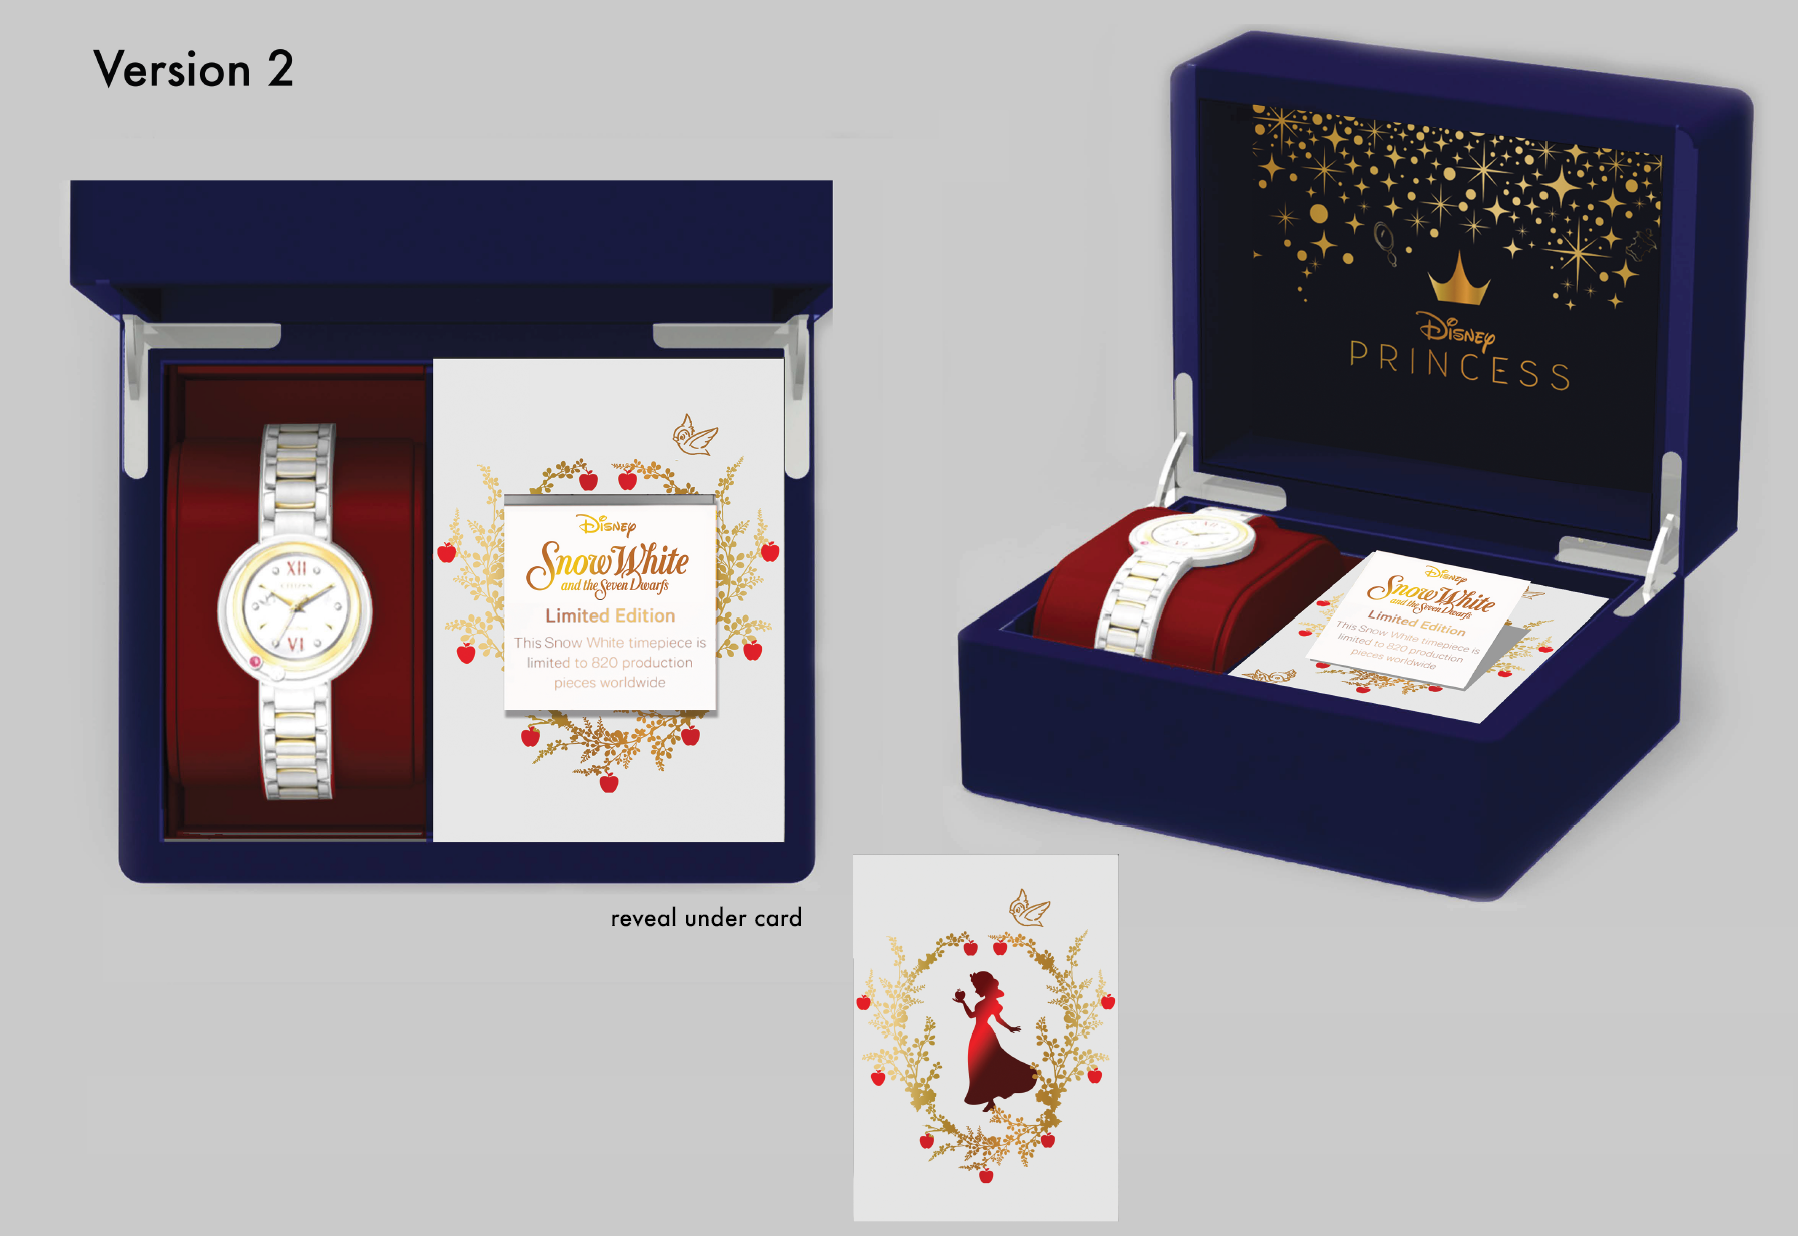 Version 2
XII
CITIZEN
VI
Disney
Snow White
and the Seven Dwarfs
Limited Edition
This Snow White timepiece is
limited to 820 production
pieces worldwide
Disney
PRINCESS
XII
Disney
Snow White
and the Seven Dwarfs
Limited Edition
This Snow White timepiece is
limited to 820 production
pieces worldwide
reveal under card